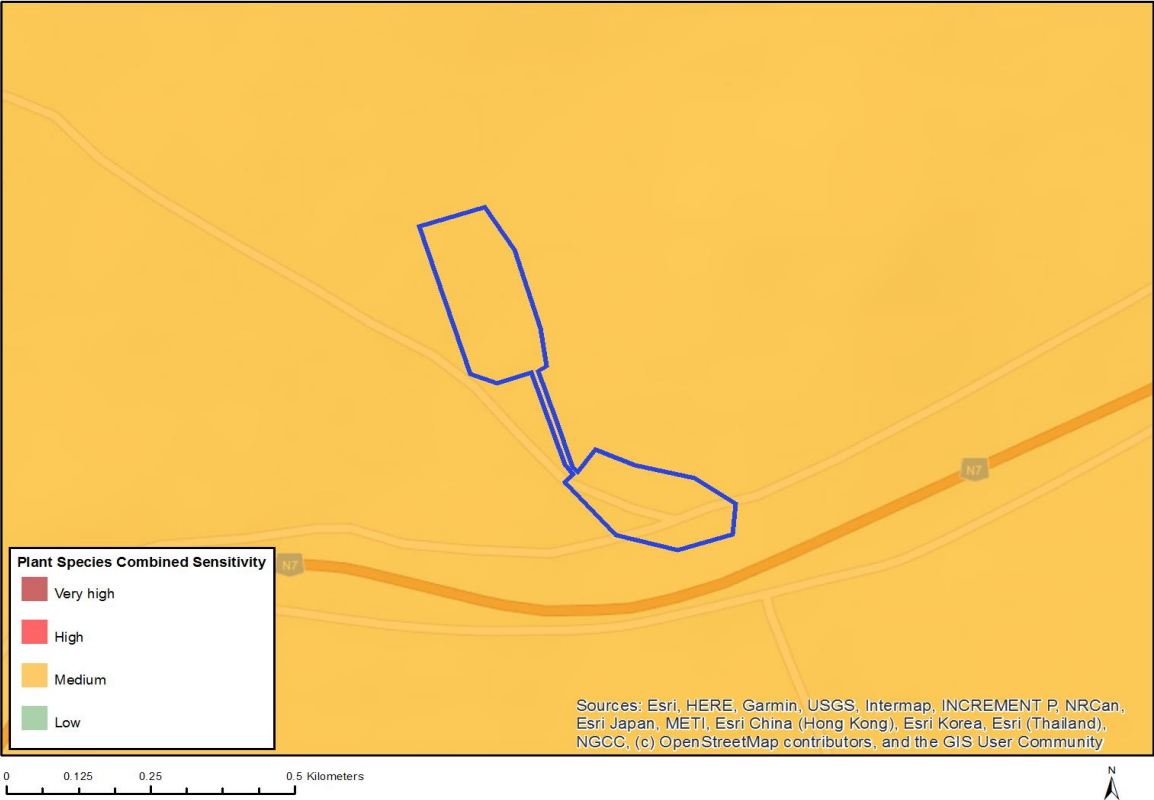 N7
N7
Plant Species Combined Sensitivity
Very high
High
Medium
Low
Sources: Esri, HERE, Garmin, USGS, Intermap, INCREMENT P, NRCan,
Esri Japan, METI, Esri China (Hong Kong), Esri Korea, Esri (Thailand),
NGCC, (c) OpenStreetMap contributors, and the GIS User Community
0 0.125 0.25 0.5 Kilometers
N